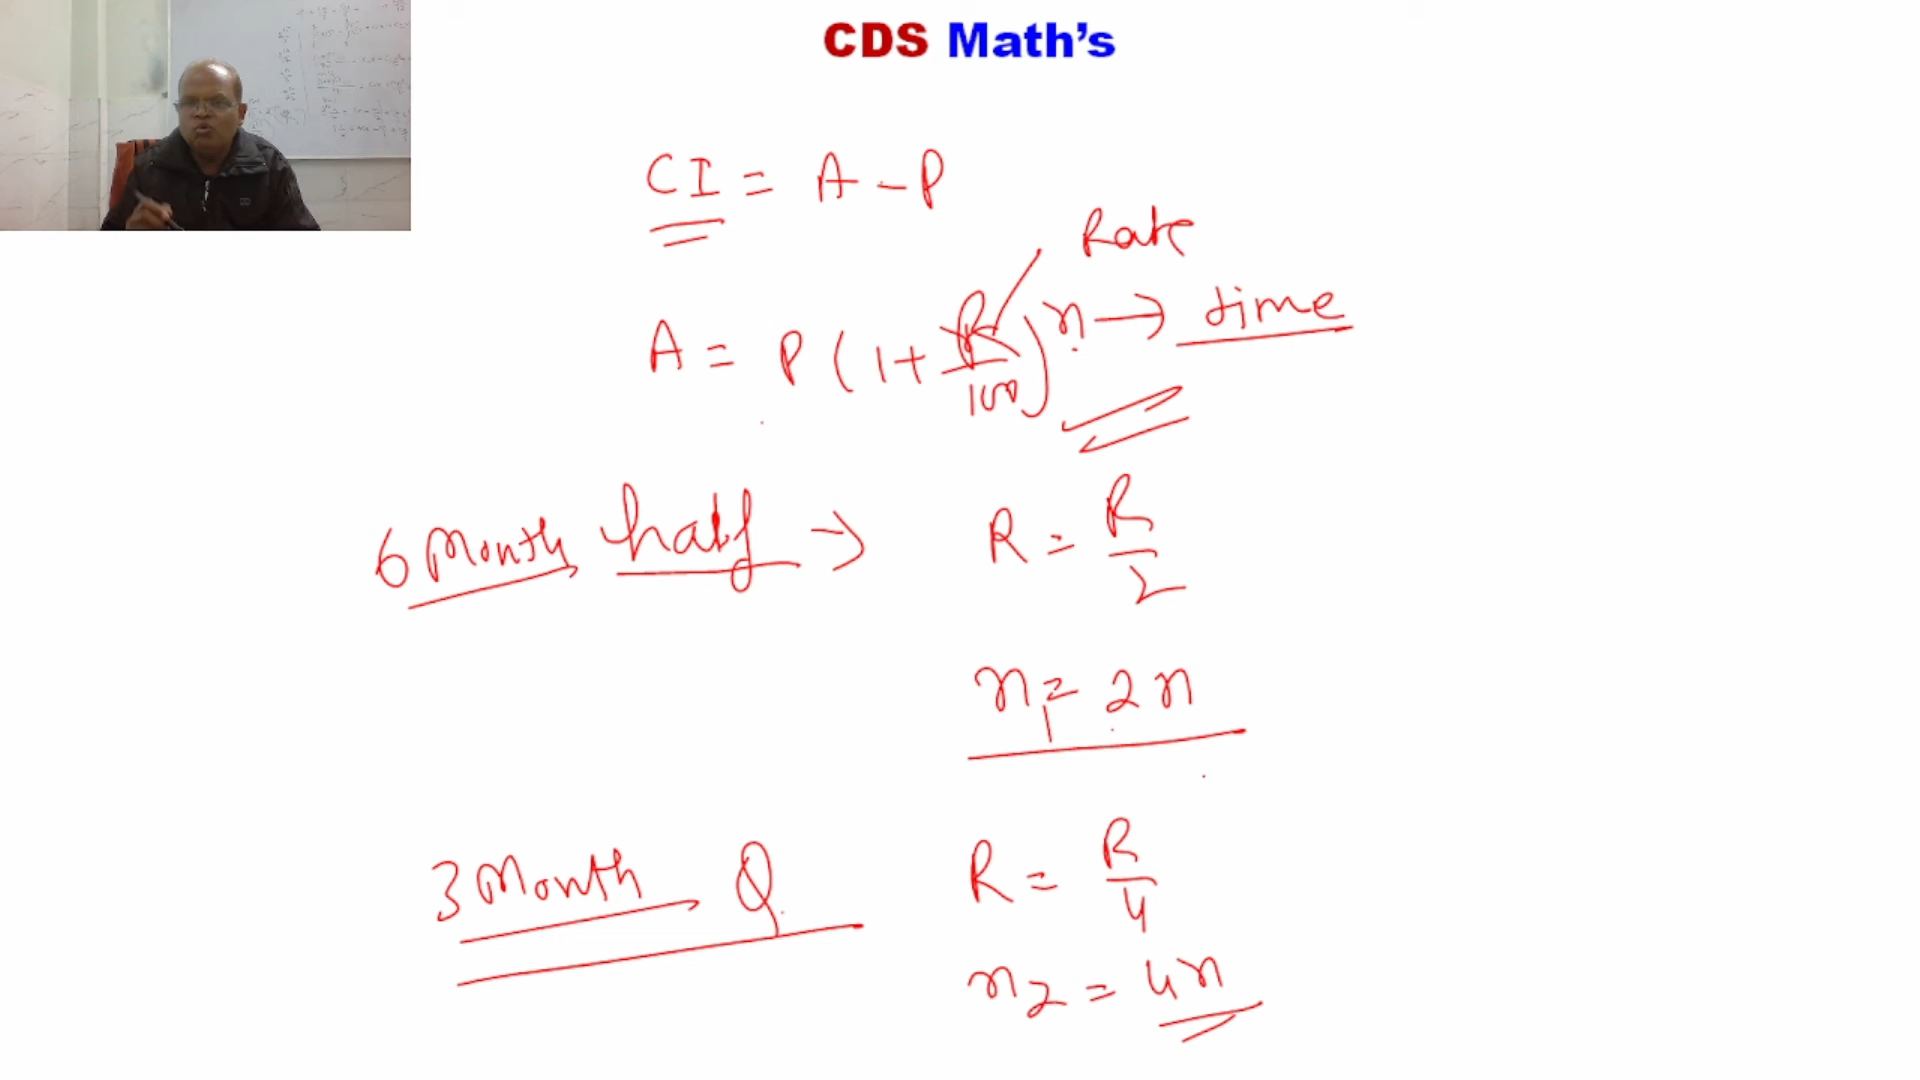 CDS Math's
CI = A - P
Rate
A = P(1+R/100)^n → time
6 Month half → R = R/2
n1 = 2n
3 Month Q R = R/4
n2 = 4n